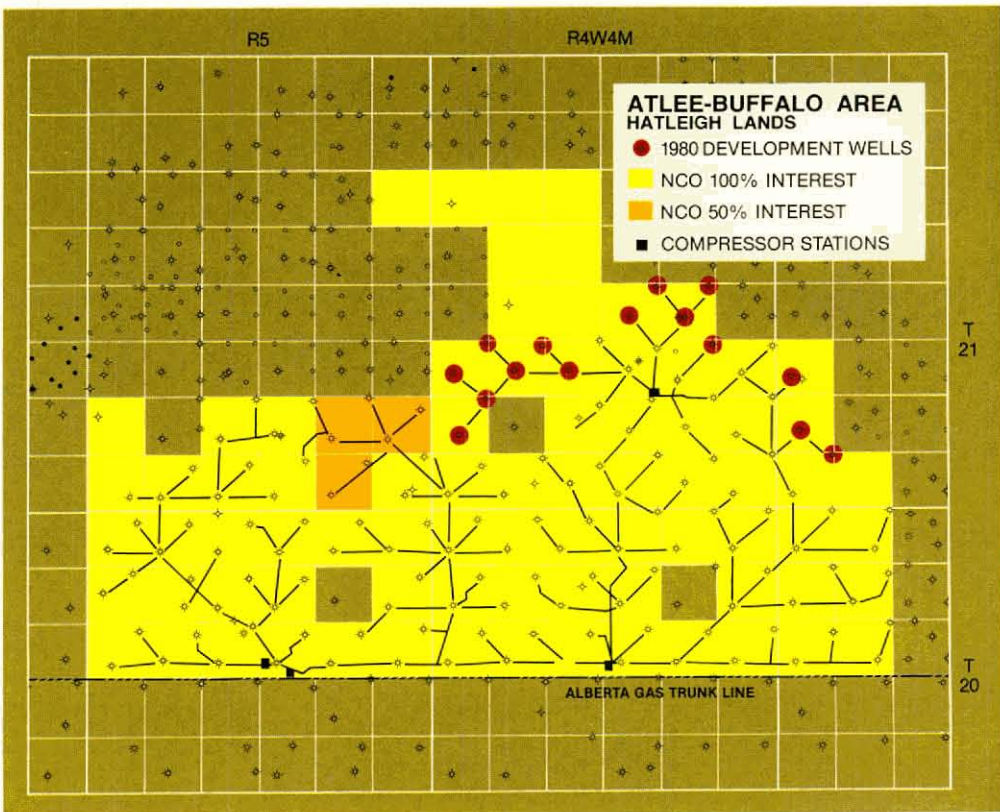 R5
R4W4M
ATLEE-BUFFALO AREA
HATLEIGH LANDS
1980 DEVELOPMENT WELLS
NCO 100% INTEREST
NCO 50% INTEREST
COMPRESSOR STATIONS
T
21
T
20
ALBERTA GAS TRUNK LINE